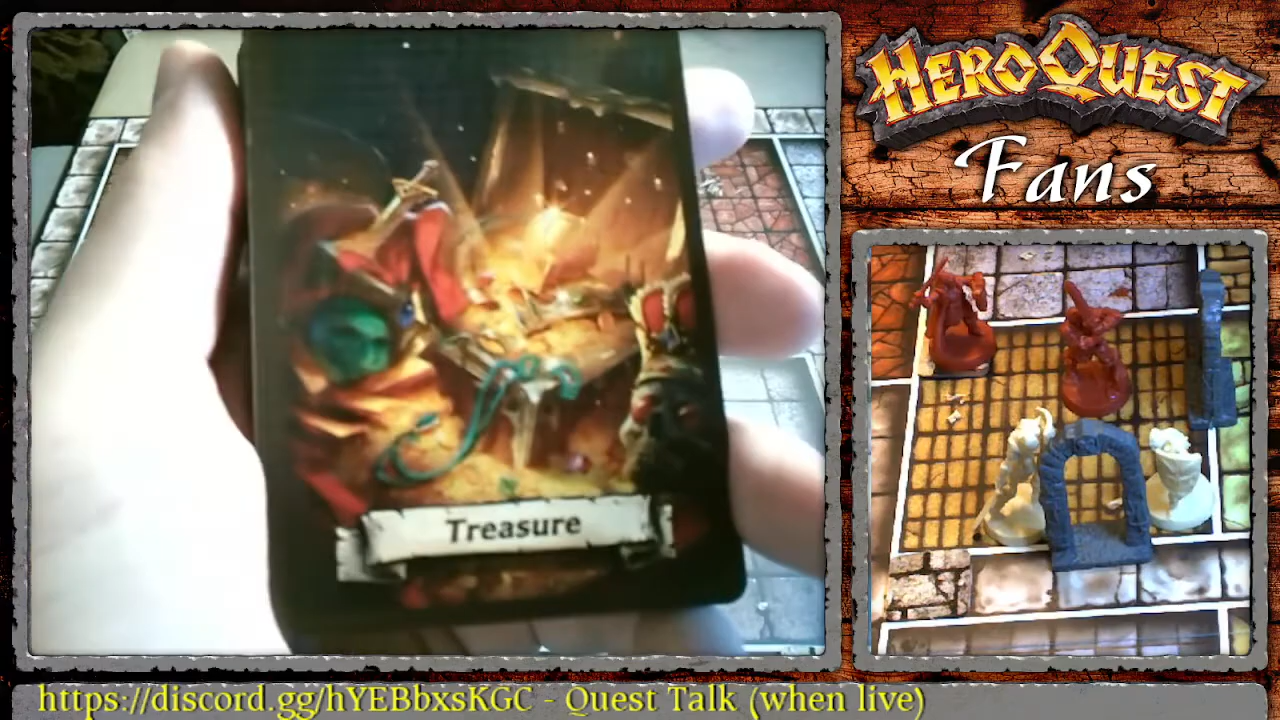 HEROQUEST
Fans
Treasure
https://discord.gg/hYEBbxsKGC - Quest Talk (when live)